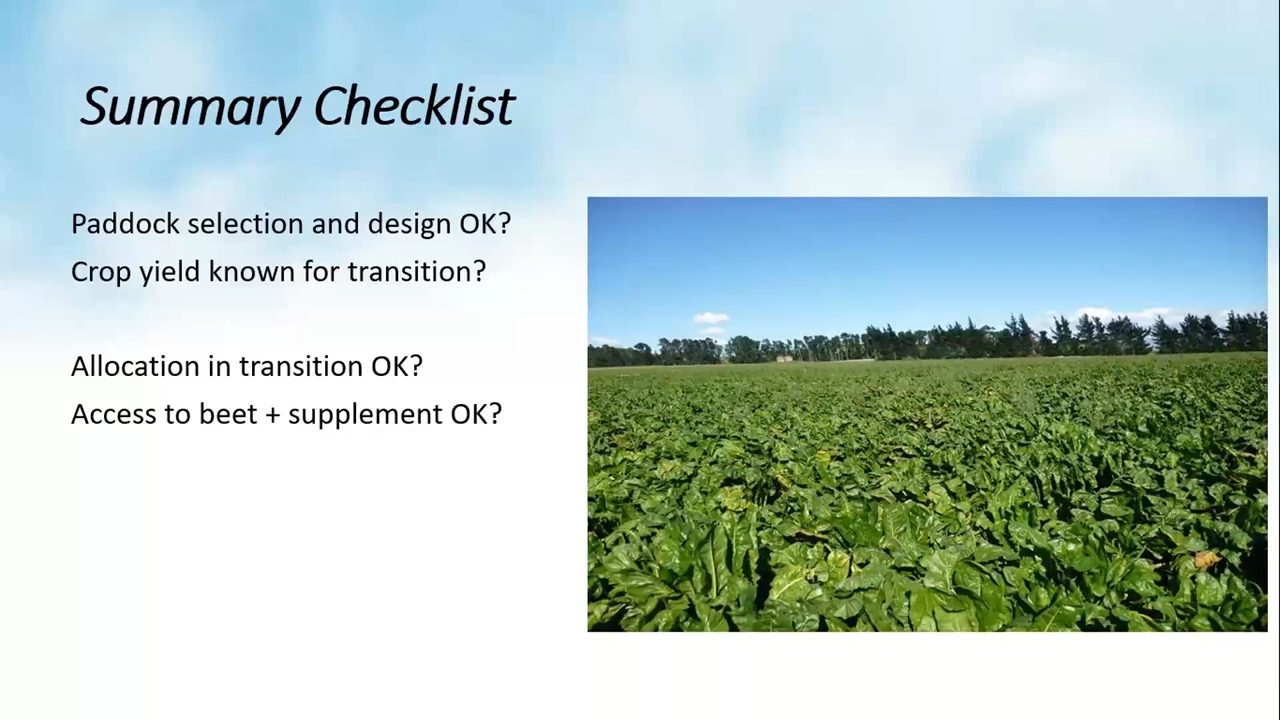 Summary Checklist
Paddock selection and design OK?
Crop yield known for transition?
Allocation in transition OK?
Access to beet + supplement OK?